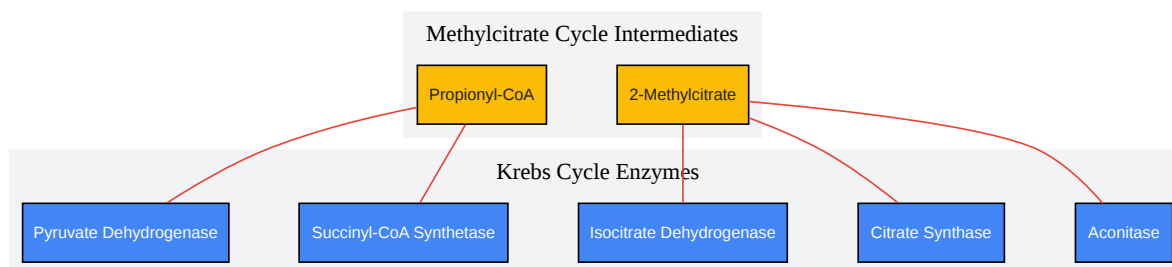 Methylcitrate Cycle Intermediates
Propionyl-CoA
2-Methylcitrate
Krebs Cycle Enzymes
Pyruvate Dehydrogenase
Succinyl-CoA Synthetase
Isocitrate Dehydrogenase
Citrate Synthase
Aconitase